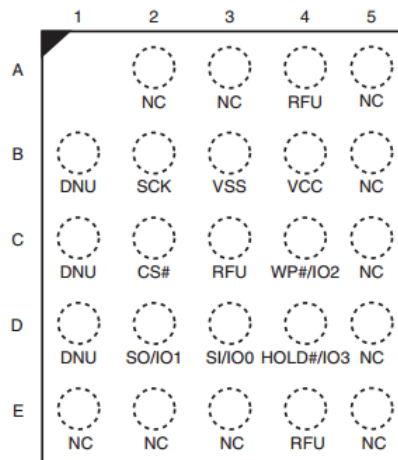 1 2 3 4 5
A
NC NC RFU NC
B
DNU SCK VSS VCC NC
C
DNU CS# RFU WP#/IO2 NC
D
DNU SO/IO1 SI/IO0 HOLD#/IO3 NC
E
NC NC NC RFU NC